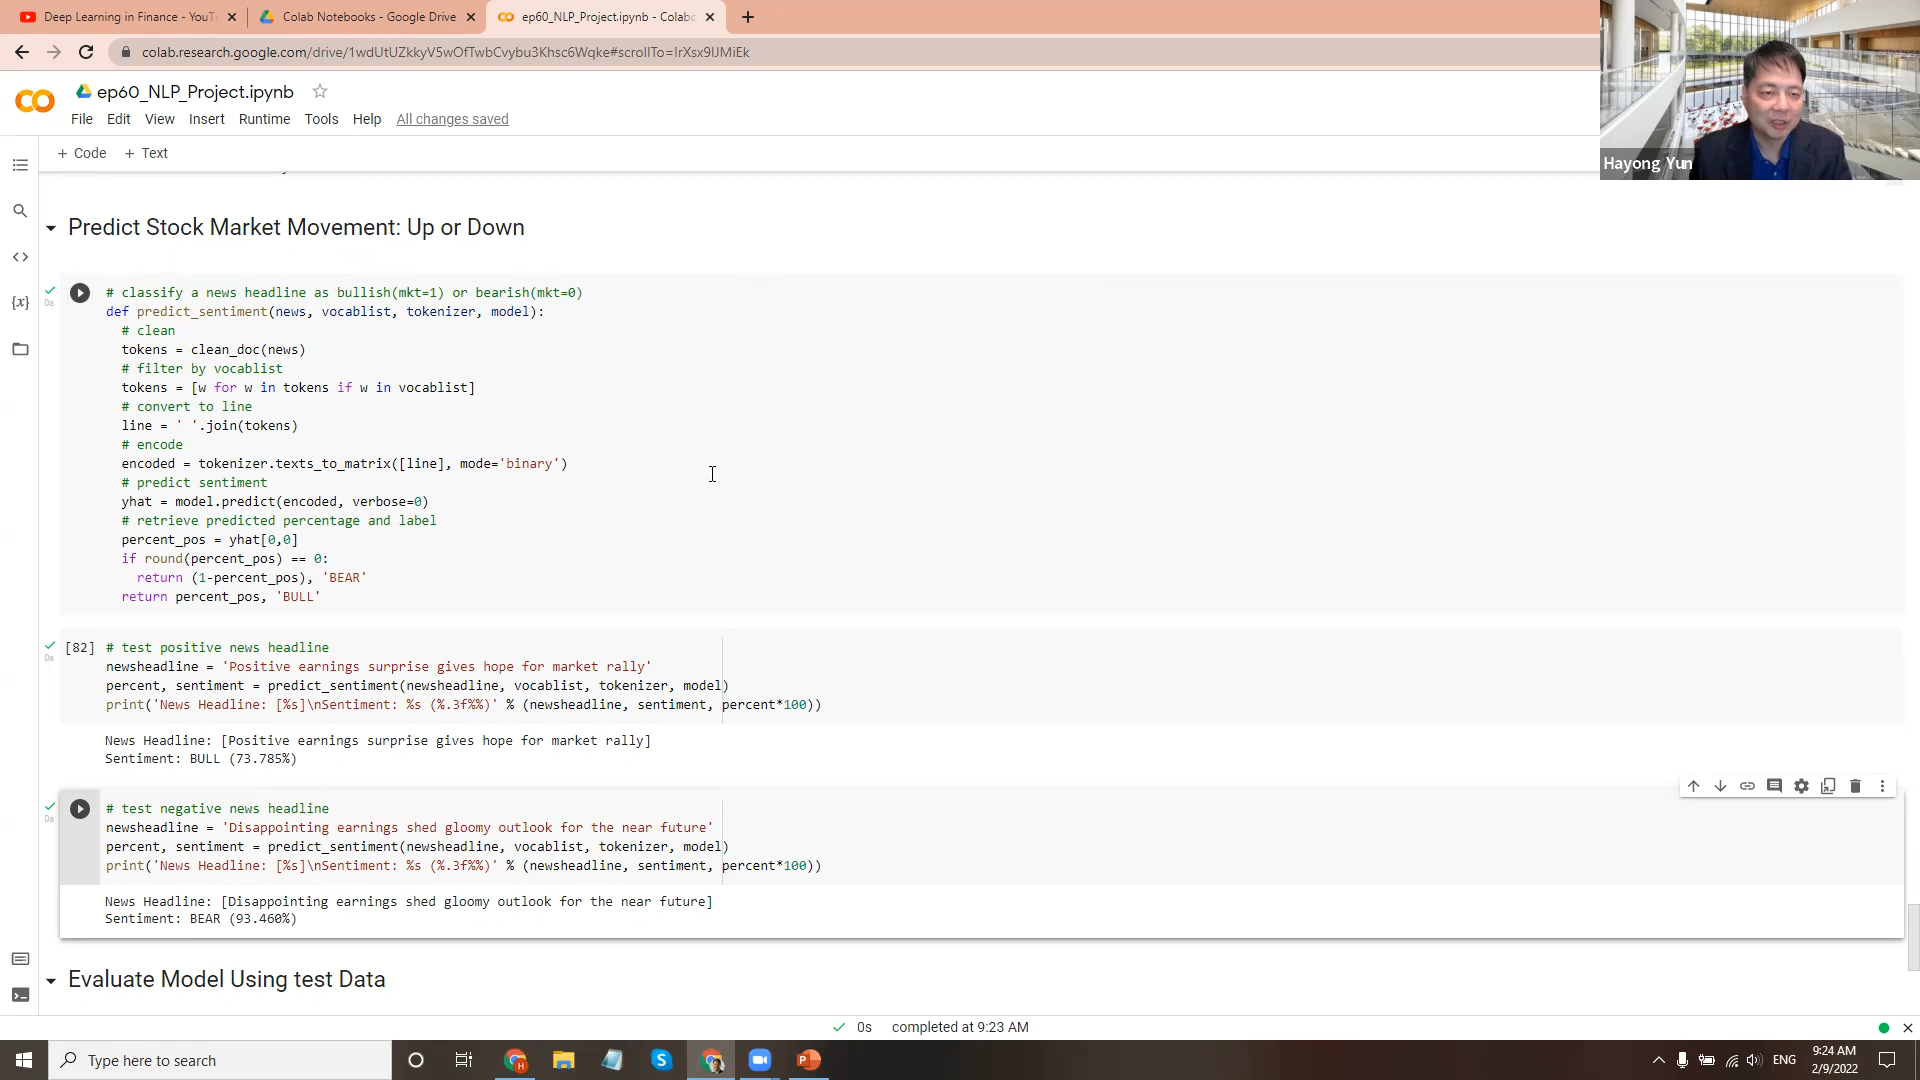 Deep Learning in Finance - YouT
Colab Notebooks - Google Drive
ep60_NLP_Project.ipynb - Colabo
colab.research.google.com/drive/1wdUtUZkkyV5wOfTwbCvybu3Khsc6Wqke#scrollTo=IrXsx9lJMiEk
ep60_NLP_Project.ipynb
File Edit View Insert Runtime Tools Help All changes saved
+ Code + Text
Hayong Yun
Predict Stock Market Movement: Up or Down
0s
# classify a news headline as bullish(mkt=1) or bearish(mkt=0)
def predict_sentiment(news, vocablist, tokenizer, model):
# clean
tokens = clean_doc(news)
# filter by vocablist
tokens = [w for w in tokens if w in vocablist]
# convert to line
line = ' '.join(tokens)
# encode
encoded = tokenizer.texts_to_matrix([line], mode='binary')
# predict sentiment
yhat = model.predict(encoded, verbose=0)
# retrieve predicted percentage and label
percent_pos = yhat[0,0]
if round(percent_pos) == 0:
return (1-percent_pos), 'BEAR'
return percent_pos, 'BULL'
0s
[82] # test positive news headline
newsheadline = 'Positive earnings surprise gives hope for market rally'
percent, sentiment = predict_sentiment(newsheadline, vocablist, tokenizer, model)
print('News Headline: [%s]\nSentiment: %s (%.3f%%)' % (newsheadline, sentiment, percent*100))
News Headline: [Positive earnings surprise gives hope for market rally]
Sentiment: BULL (73.785%)
0s
# test negative news headline
newsheadline = 'Disappointing earnings shed gloomy outlook for the near future'
percent, sentiment = predict_sentiment(newsheadline, vocablist, tokenizer, model)
print('News Headline: [%s]\nSentiment: %s (%.3f%%)' % (newsheadline, sentiment, percent*100))
News Headline: [Disappointing earnings shed gloomy outlook for the near future]
Sentiment: BEAR (93.460%)
Evaluate Model Using test Data
0s completed at 9:23 AM
Type here to search
ENG
9:24 AM
2/9/2022